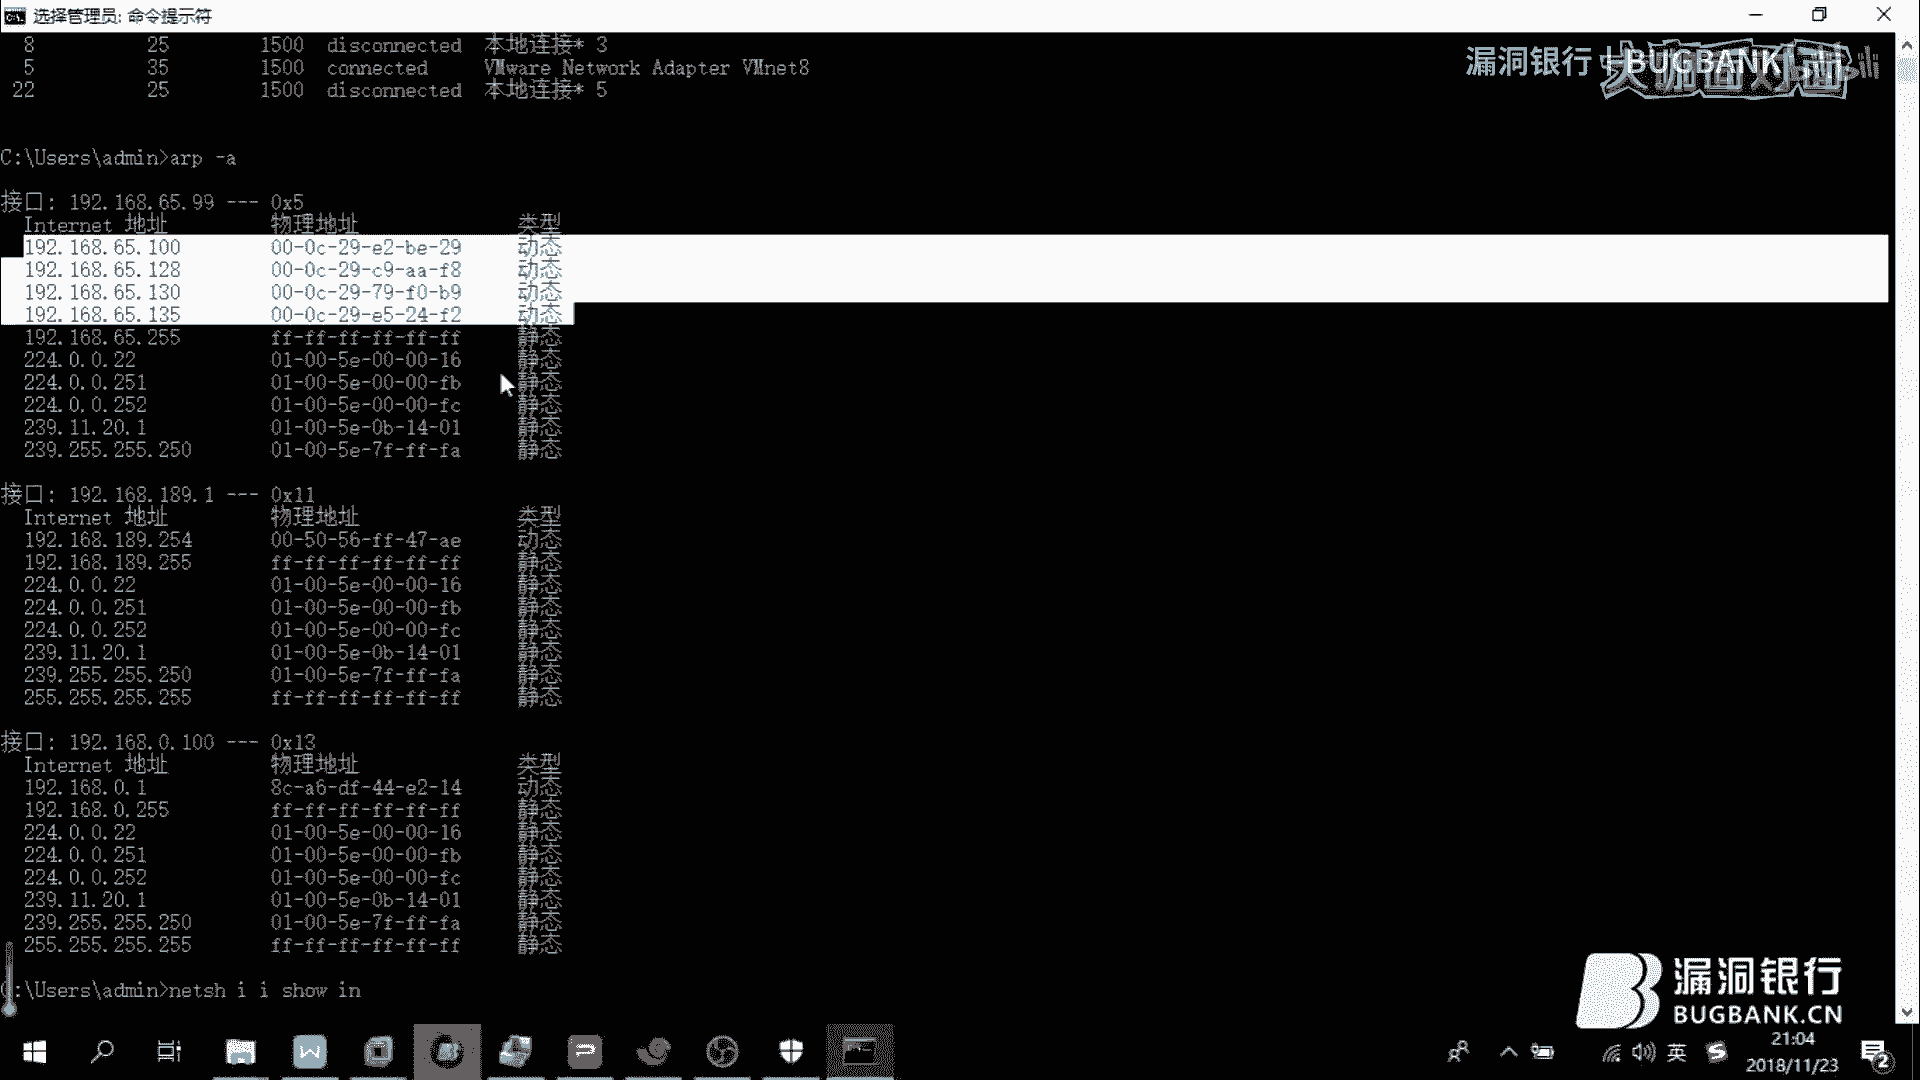 选择管理员: 命令提示符
8 25 1500 disconnected 本地连接* 3
5 35 1500 connected VMware Network Adapter VMnet8
22 25 1500 disconnected 本地连接* 5
漏洞银行 BUGBANK
C:\Users\admin>arp -a
接口: 192.168.65.99 --- 0x5
Internet 地址 物理地址 类型
192.168.65.100 00-0c-29-e2-be-29 动态
192.168.65.128 00-0c-29-c9-aa-f8 动态
192.168.65.130 00-0c-29-79-f0-b9 动态
192.168.65.135 00-0c-29-e5-24-f2 动态
192.168.65.255 ff-ff-ff-ff-ff-ff 静态
224.0.0.22 01-00-5e-00-00-16 静态
224.0.0.251 01-00-5e-00-00-fb 静态
224.0.0.252 01-00-5e-00-00-fc 静态
239.11.20.1 01-00-5e-0b-14-01 静态
239.255.255.250 01-00-5e-7f-ff-fa 静态
接口: 192.168.189.1 --- 0x11
Internet 地址 物理地址 类型
192.168.189.254 00-50-56-ff-47-ae 动态
192.168.189.255 ff-ff-ff-ff-ff-ff 静态
224.0.0.22 01-00-5e-00-00-16 静态
224.0.0.251 01-00-5e-00-00-fb 静态
224.0.0.252 01-00-5e-00-00-fc 静态
239.11.20.1 01-00-5e-0b-14-01 静态
239.255.255.250 01-00-5e-7f-ff-fa 静态
255.255.255.255 ff-ff-ff-ff-ff-ff 静态
接口: 192.168.0.100 --- 0x13
Internet 地址 物理地址 类型
192.168.0.1 8c-a6-df-44-e2-14 动态
192.168.0.255 ff-ff-ff-ff-ff-ff 静态
224.0.0.22 01-00-5e-00-00-16 静态
224.0.0.251 01-00-5e-00-00-fb 静态
224.0.0.252 01-00-5e-00-00-fc 静态
239.11.20.1 01-00-5e-0b-14-01 静态
239.255.255.250 01-00-5e-7f-ff-fa 静态
255.255.255.255 ff-ff-ff-ff-ff-ff 静态
C:\Users\admin>netsh i i show in
漏洞银行
BUGBANK.CN
英
21:04
2018/11/23
2